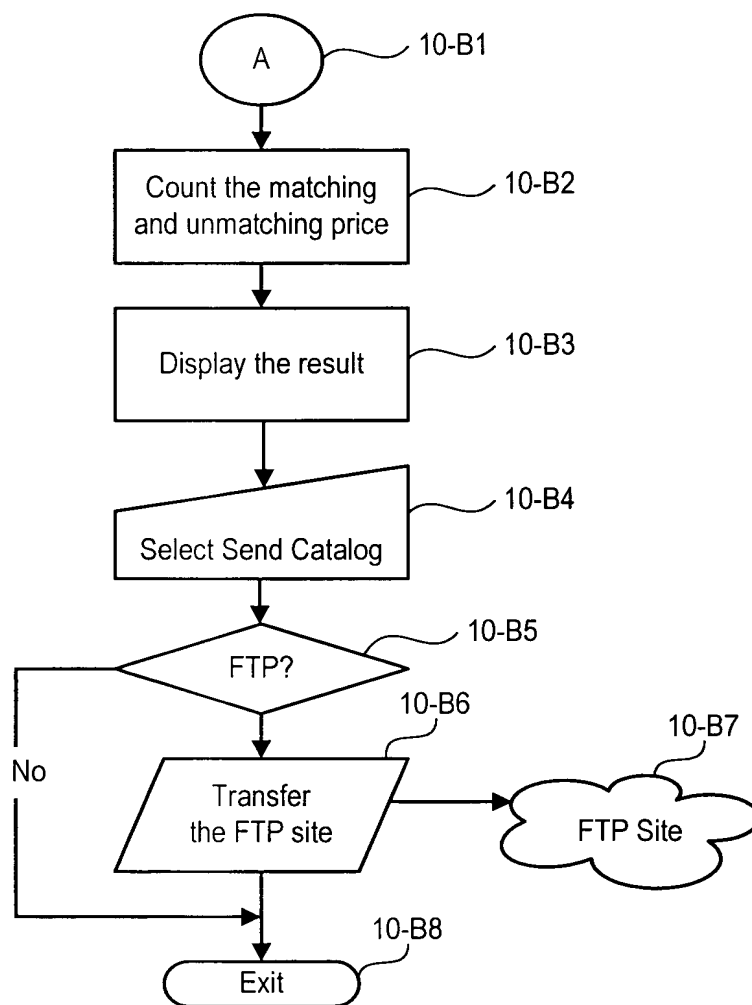 A
10-B1
Count the matching
and unmatching price
10-B2
Display the result
10-B3
Select Send Catalog
10-B4
FTP?
10-B5
No
Transfer
the FTP site
10-B6
FTP Site
10-B7
Exit
10-B8